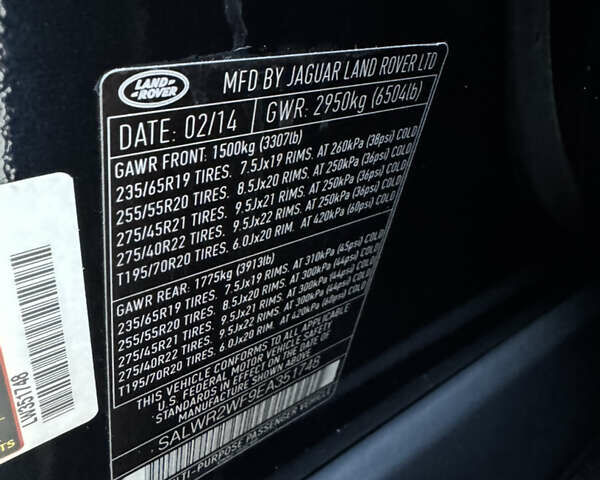 LAND ROVER
MFD BY JAGUAR LAND ROVER LTD
DATE: 02/14
GWR: 2950kg (6504lb)
GAWR FRONT: 1500kg (3307lb)
235/65R19 TIRES. 7.5Jx19 RIMS. AT 260kPa (38psi) COLD
255/55R20 TIRES. 8.5Jx20 RIMS. AT 250kPa (36psi) COLD
275/45R21 TIRES. 9.5Jx21 RIMS. AT 250kPa (36psi) COLD
275/40R22 TIRES. 9.5Jx22 RIMS. AT 250kPa (36psi) COLD
T195/70R20 TIRES. 6.0Jx20 RIM. AT 420kPa (60psi) COLD
GAWR REAR: 1775kg (3913lb)
235/65R19 TIRES. 7.5Jx19 RIMS. AT 310kPa (45psi) COLD
255/55R20 TIRES. 8.5Jx20 RIMS. AT 300kPa (44psi) COLD
275/45R21 TIRES. 9.5Jx21 RIMS. AT 300kPa (44psi) COLD
275/40R22 TIRES. 9.5Jx22 RIMS. AT 300kPa (44psi) COLD
T195/70R20 TIRES. 6.0Jx20 RIM. AT 420kPa (60psi) COLD
THIS VEHICLE CONFORMS TO ALL APPLICABLE
U.S. FEDERAL MOTOR VEHICLE SAFETY
STANDARDS IN EFFECT ON THE DATE OF
MANUFACTURE SHOWN ABOVE.
SALWR2WF9EA351748
TI-PURPOSE PASSENGER VEHICLE
351748
TS